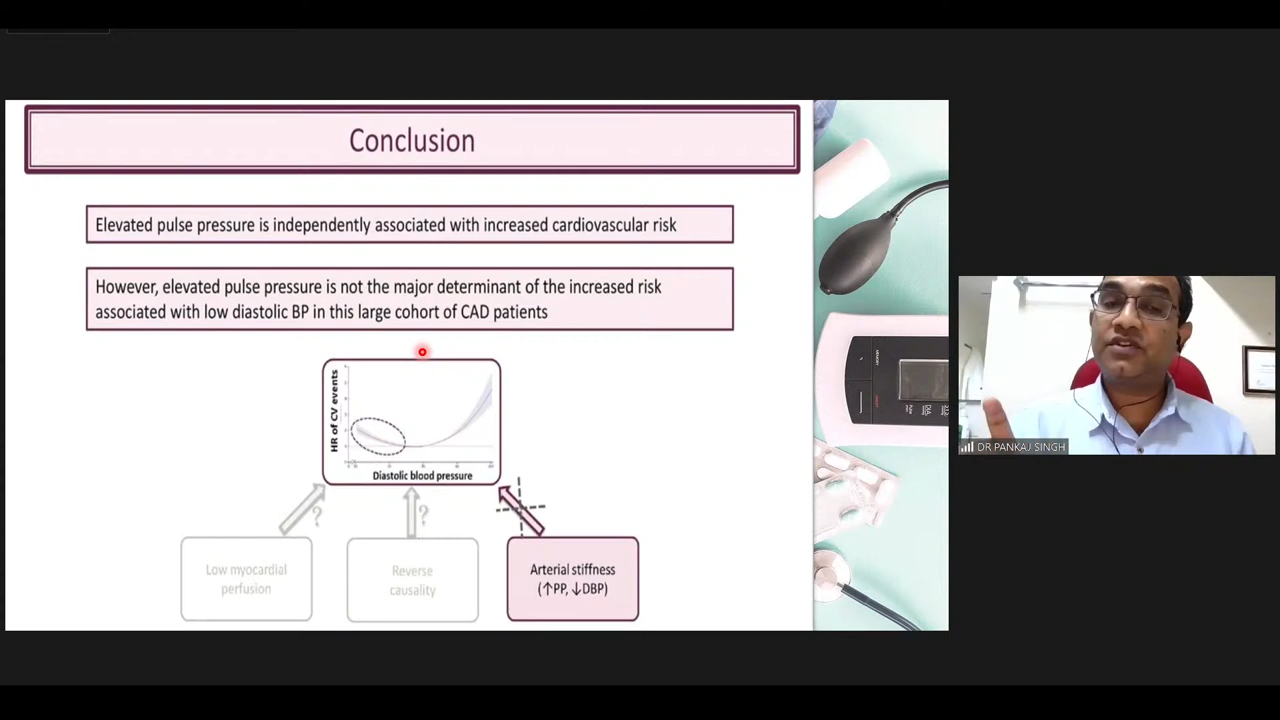 Conclusion
Elevated pulse pressure is independently associated with increased cardiovascular risk
However, elevated pulse pressure is not the major determinant of the increased risk
associated with low diastolic BP in this large cohort of CAD patients
HR of CV events
Diastolic blood pressure
?
?
Low myocardial
perfusion
Reverse
causality
Arterial stiffness
(↑PP, ↓DBP)
DR PANKAJ SINGH